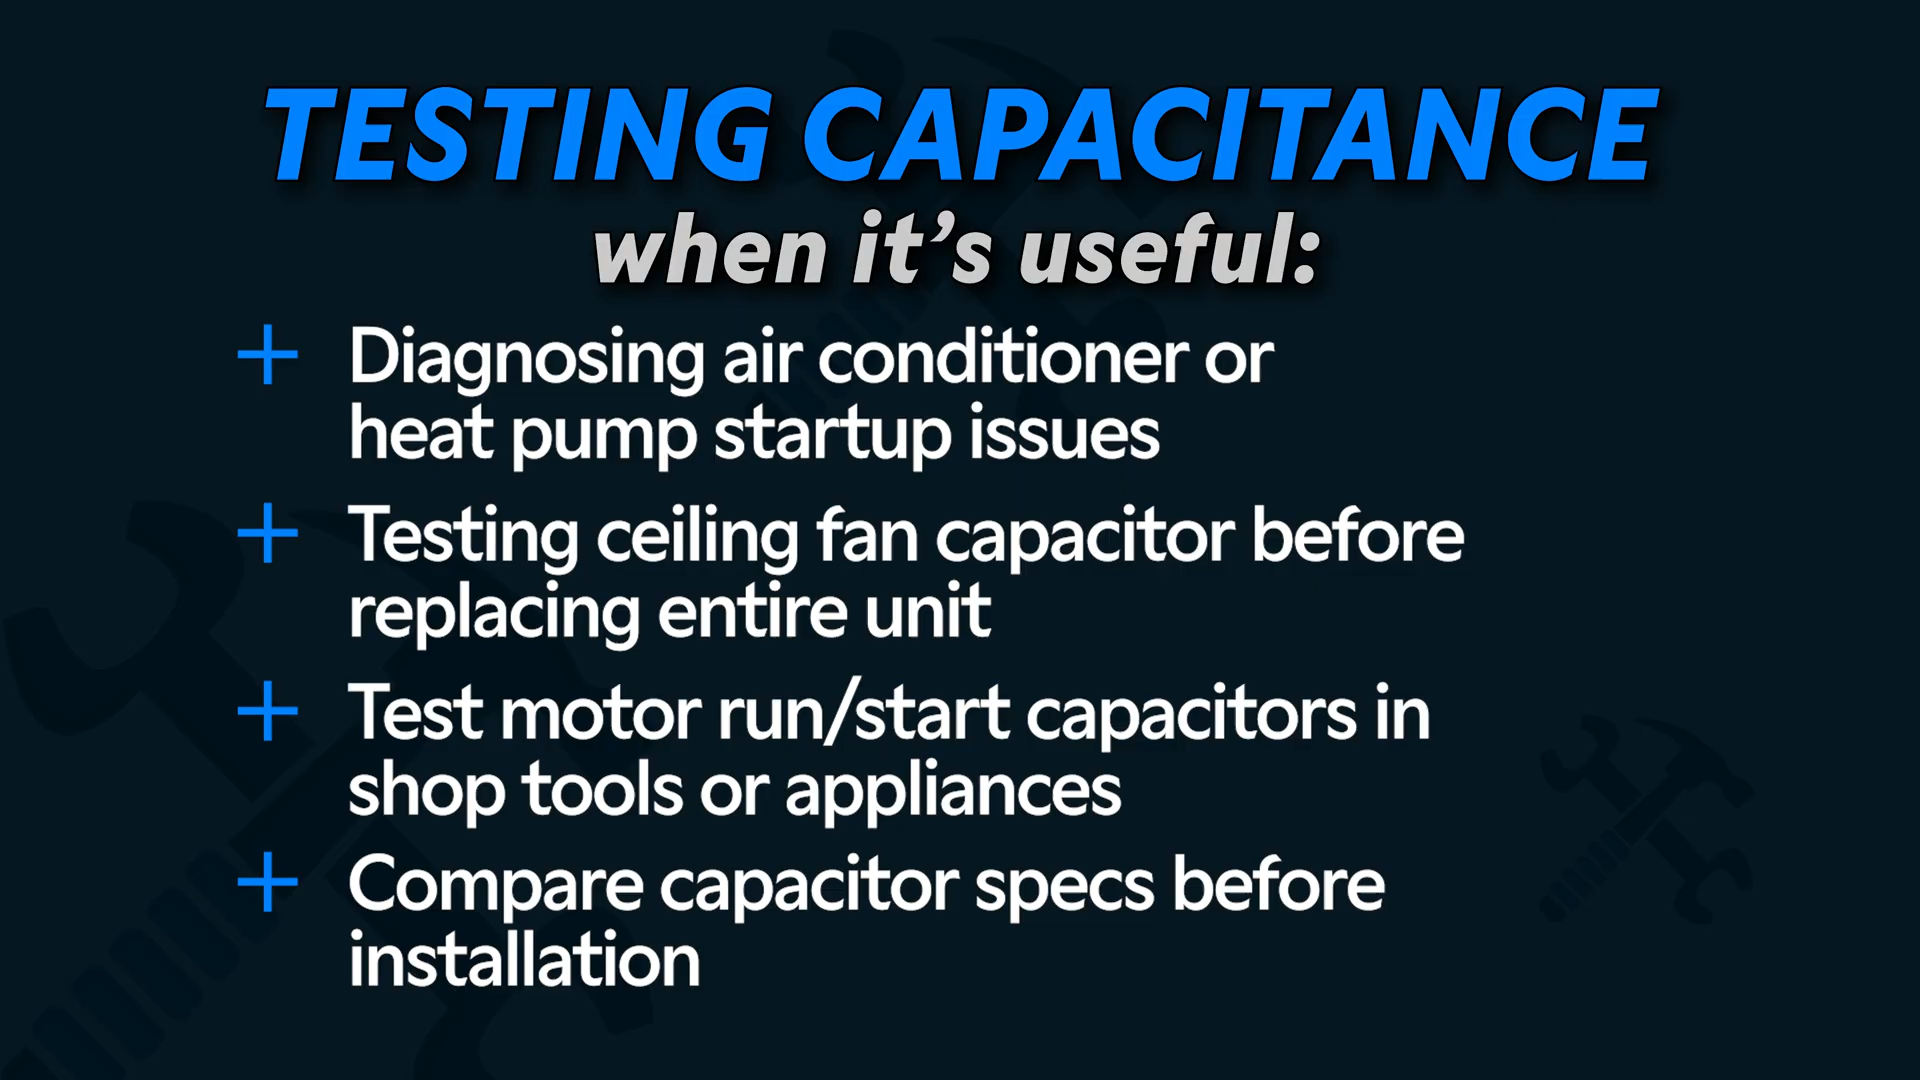 TESTING CAPACITANCE
when it’s useful:
Diagnosing air conditioner or
heat pump startup issues
Testing ceiling fan capacitor before
replacing entire unit
Test motor run/start capacitors in
shop tools or appliances
Compare capacitor specs before
installation